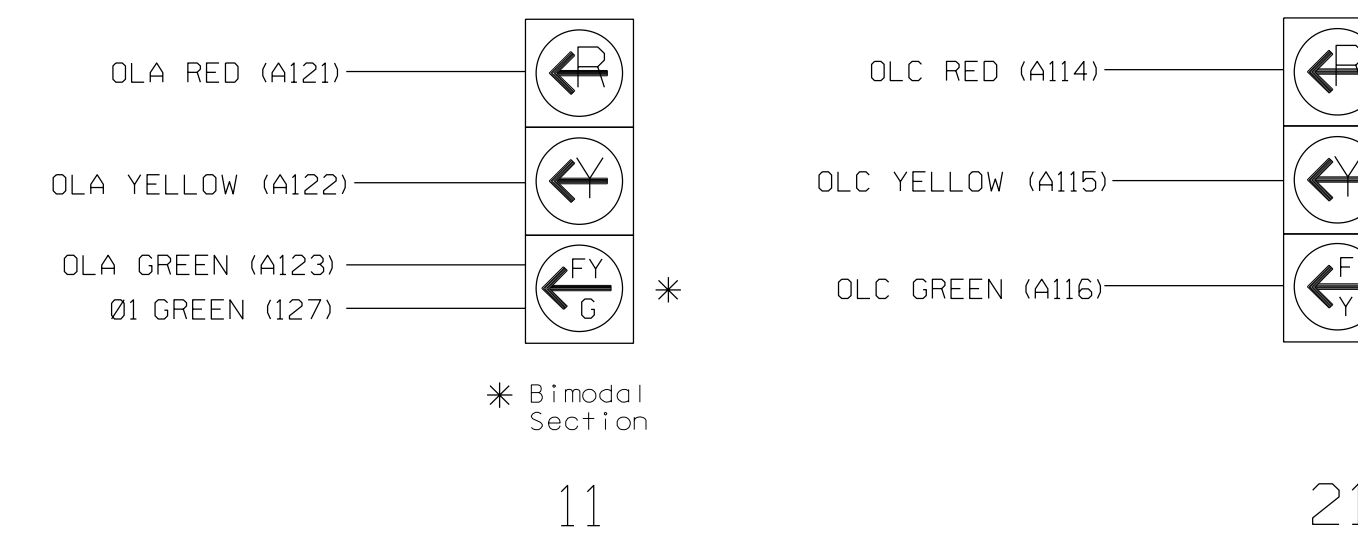 OLA RED (A121)
R
OLA YELLOW (A122)
Y
OLA GREEN (A123)
Ø1 GREEN (127)
FY
G
*
* Bimodal
Section
11
OLC RED (A114)
R
OLC YELLOW (A115)
Y
OLC GREEN (A116)
F
Y
21